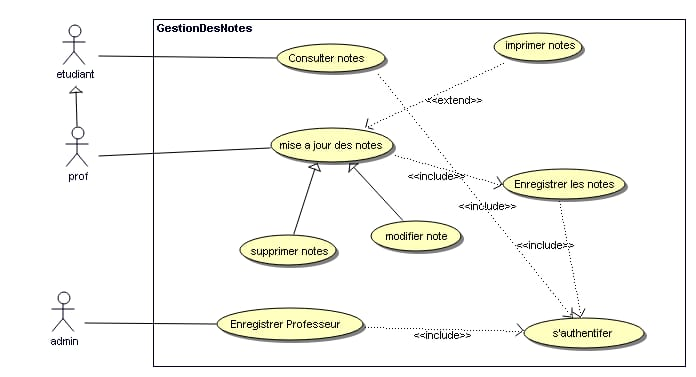 GestionDesNotes
imprimer notes
Consulter notes
etudiant
<<extend>>
mise a jour des notes
prof
<<include>>
Enregistrer les notes
<<include>>
modifier note
supprimer notes
<<include>>
Enregistrer Professeur
s'authentifer
<<include>>
admin